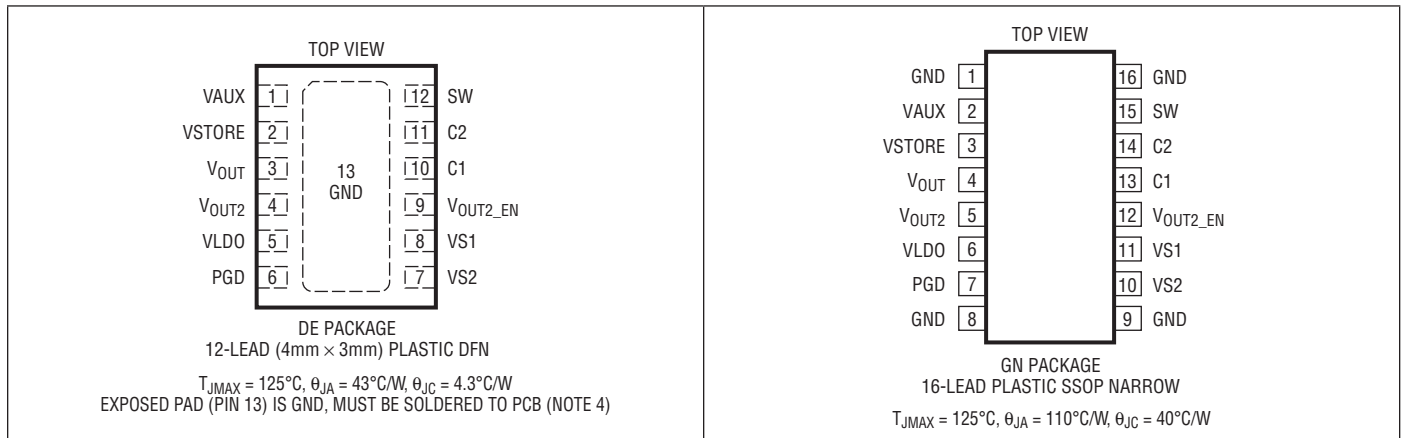 TOP VIEW
VAUX 1
VSTORE 2
VOUT 3
VOUT2 4
VLDO 5
PGD 6
12 SW
11 C2
10 C1
9 VOUT2_EN
8 VS1
7 VS2
13
GND
DE PACKAGE
12-LEAD (4mm × 3mm) PLASTIC DFN
TJMAX = 125°C, θJA = 43°C/W, θJC = 4.3°C/W
EXPOSED PAD (PIN 13) IS GND, MUST BE SOLDERED TO PCB (NOTE 4)
TOP VIEW
GND 1
VAUX 2
VSTORE 3
VOUT 4
VOUT2 5
VLDO 6
PGD 7
GND 8
16 GND
15 SW
14 C2
13 C1
12 VOUT2_EN
11 VS1
10 VS2
9 GND
GN PACKAGE
16-LEAD PLASTIC SSOP NARROW
TJMAX = 125°C, θJA = 110°C/W, θJC = 40°C/W